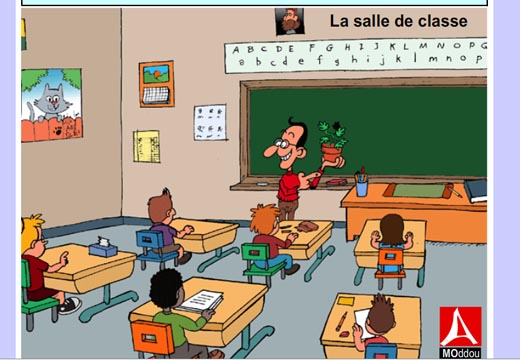 La salle de classe
A B C D E F G H I J K L M N O P Q
a b c d e f g h i j k l m n o p
MOddou